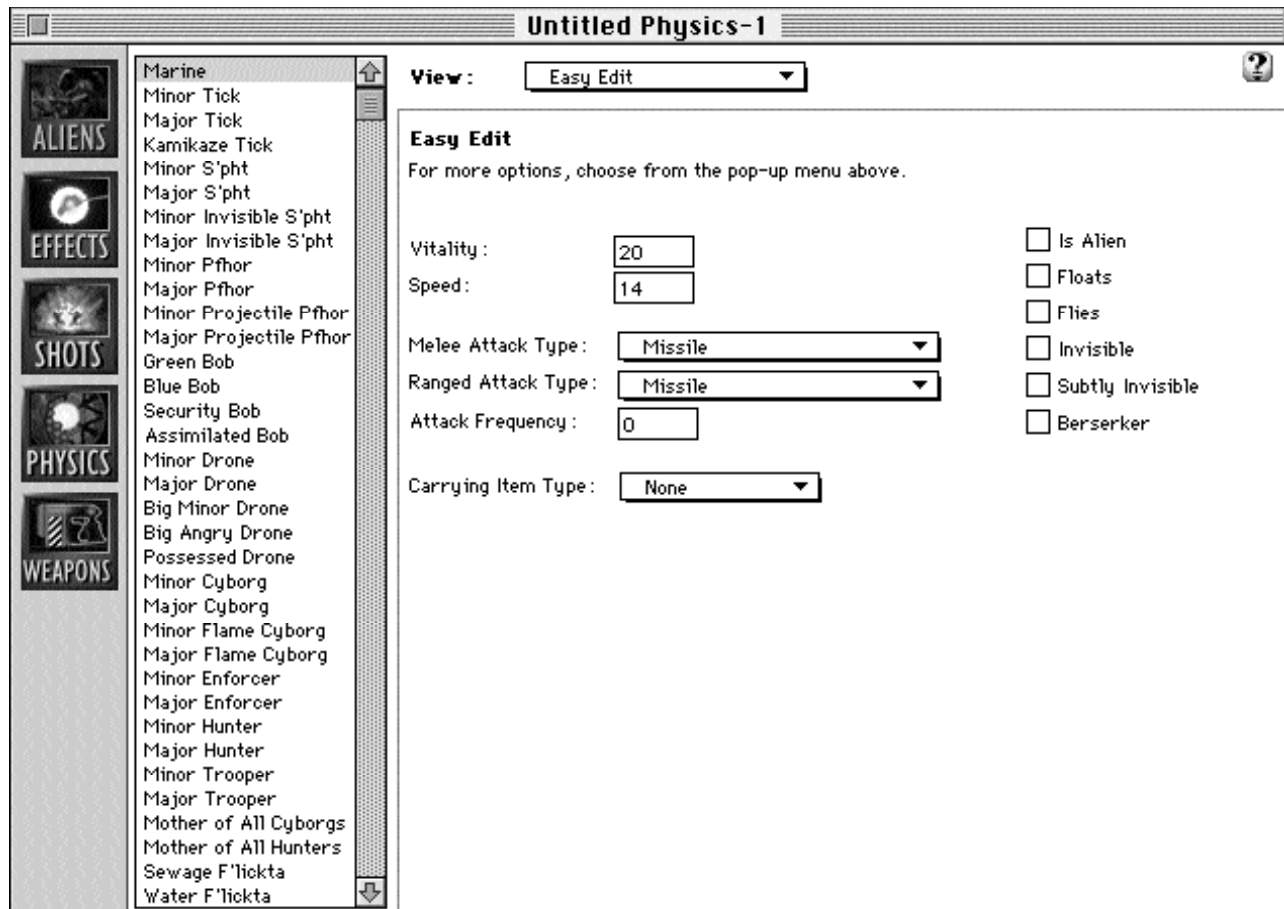 Untitled Physics-1
ALIENS
EFFECTS
SHOTS
PHYSICS
WEAPONS
Marine
Minor Tick
Major Tick
Kamikaze Tick
Minor S'pht
Major S'pht
Minor Invisible S'pht
Major Invisible S'pht
Minor Pfhor
Major Pfhor
Minor Projectile Pfhor
Major Projectile Pfhor
Green Bob
Blue Bob
Security Bob
Assimilated Bob
Minor Drone
Major Drone
Big Minor Drone
Big Angry Drone
Possessed Drone
Minor Cyborg
Major Cyborg
Minor Flame Cyborg
Major Flame Cyborg
Minor Enforcer
Major Enforcer
Minor Hunter
Major Hunter
Minor Trooper
Major Trooper
Mother of All Cyborgs
Mother of All Hunters
Sewage F'lickta
Water F'lickta
View: Easy Edit
?
Easy Edit
For more options, choose from the pop-up menu above.
Vitality: 20
Speed: 14
Melee Attack Type: Missile
Ranged Attack Type: Missile
Attack Frequency: 0
Carrying Item Type: None
Is Alien
Floats
Flies
Invisible
Subtly Invisible
Berserker